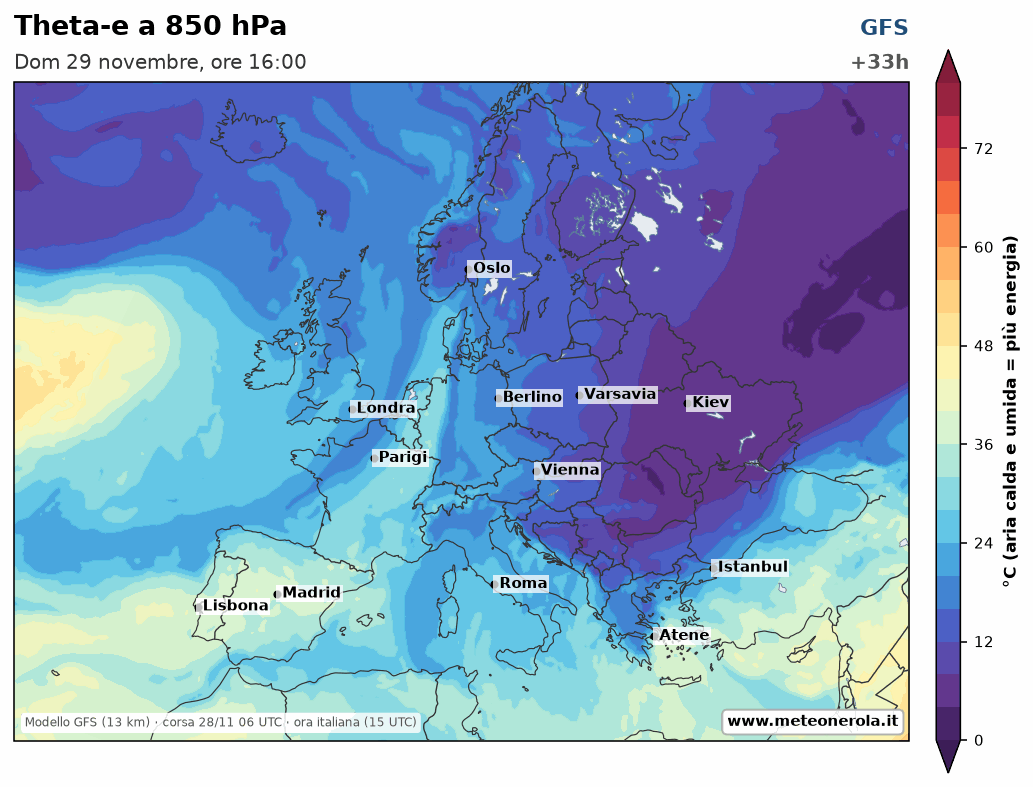 Theta-e a 850 hPa
GFS
Dom 29 novembre, ore 16:00
+33h
Oslo
Londra
Berlino
Varsavia
Kiev
Parigi
Vienna
Istanbul
Roma
Madrid
Lisbona
Atene
Modello GFS (13 km) · corsa 28/11 06 UTC · ora italiana (15 UTC)
www.meteonerola.it
72
60
48
36
24
12
0
°C (aria calda e umida = più energia)